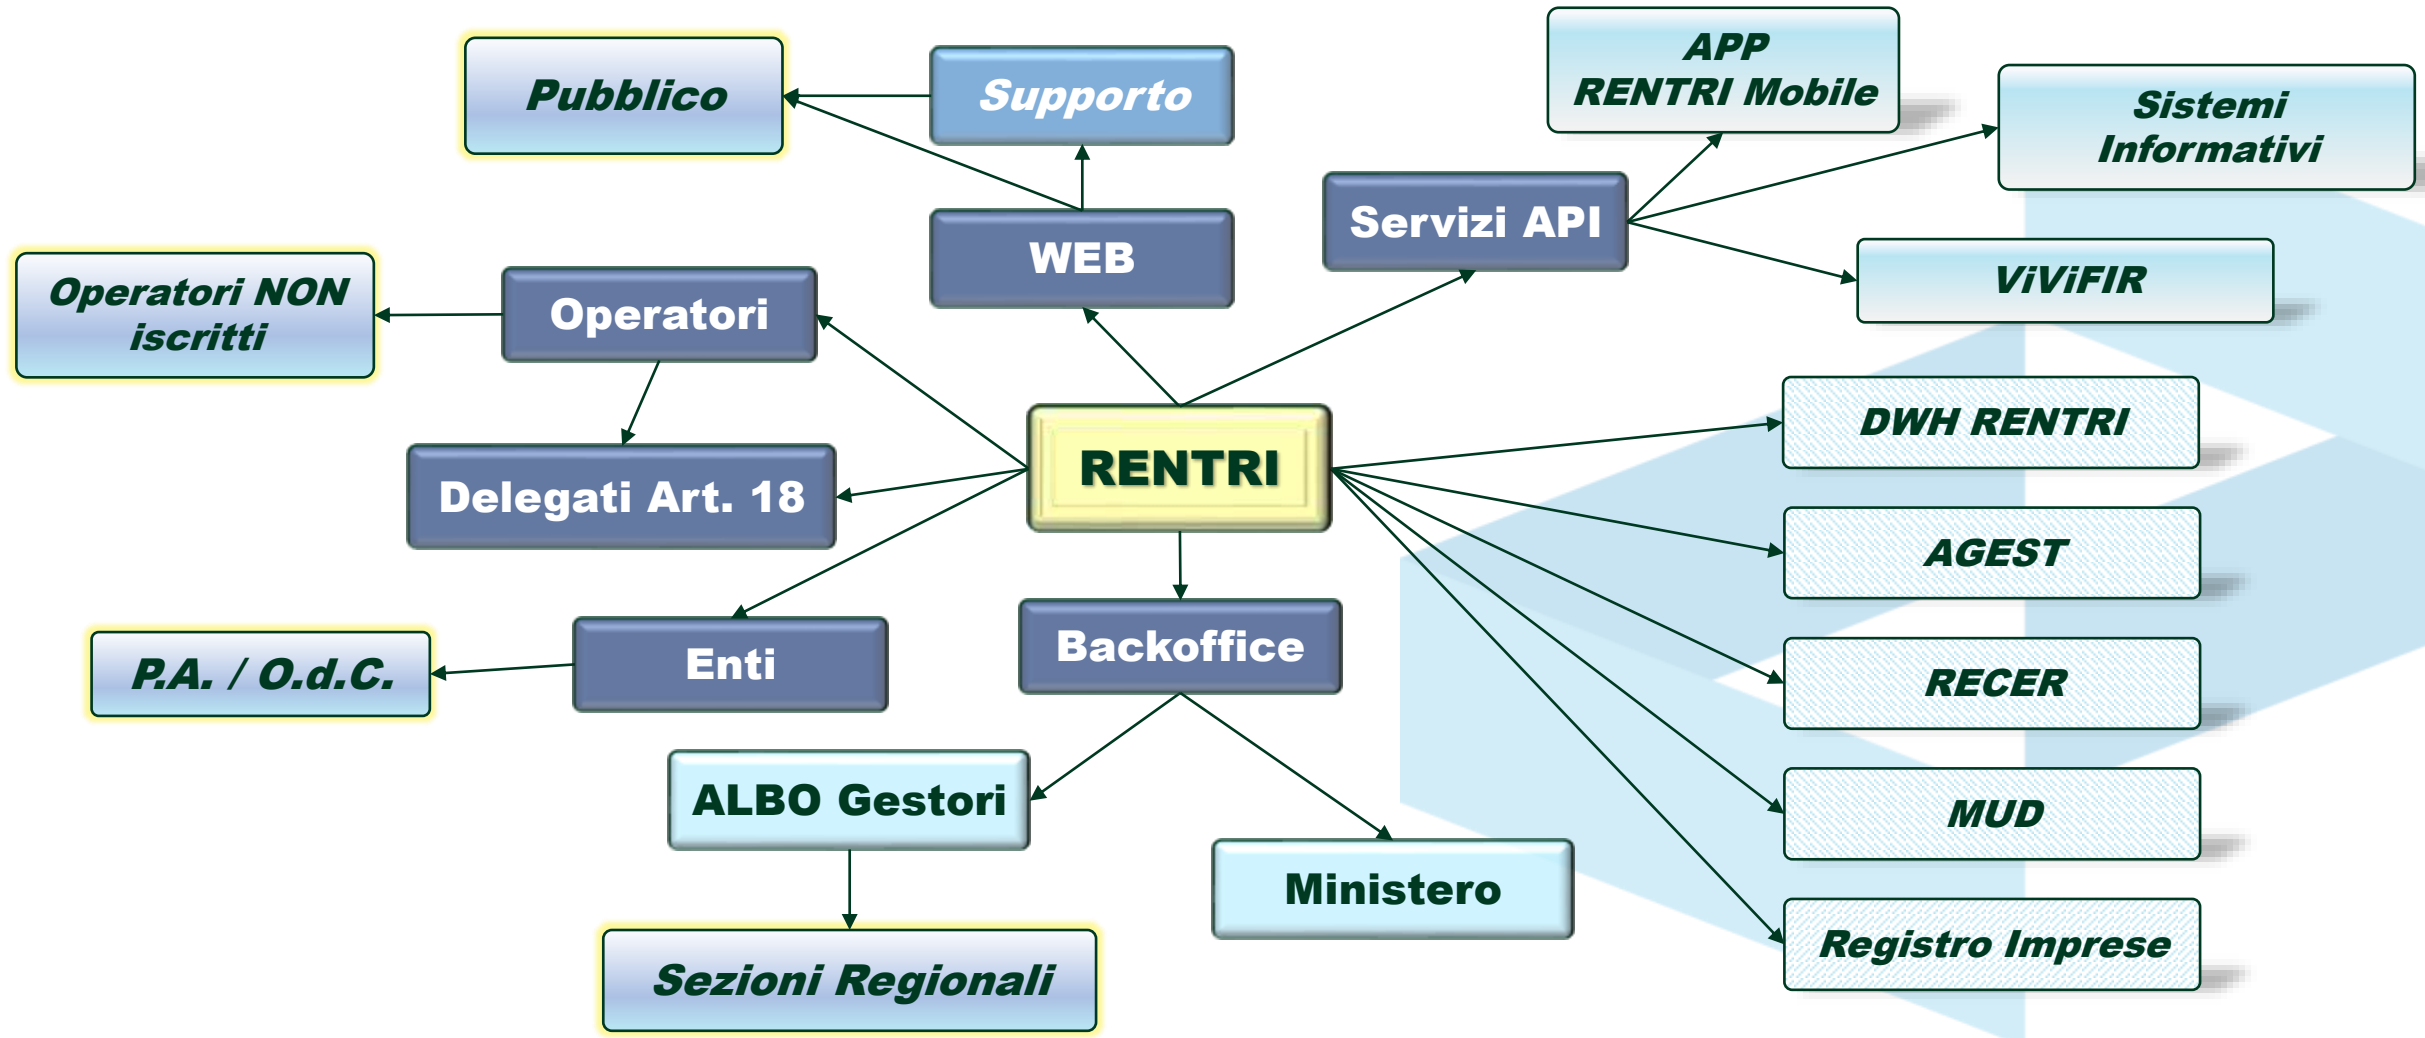 APP
RENTRI Mobile
Pubblico
Supporto
Sistemi
Informativi
Servizi API
WEB
ViViFIR
Operatori NON
iscritti
Operatori
DWH RENTRI
RENTRI
Delegati Art. 18
AGEST
Backoffice
Enti
P.A. / O.d.C.
RECER
ALBO Gestori
MUD
Ministero
Registro Imprese
Sezioni Regionali